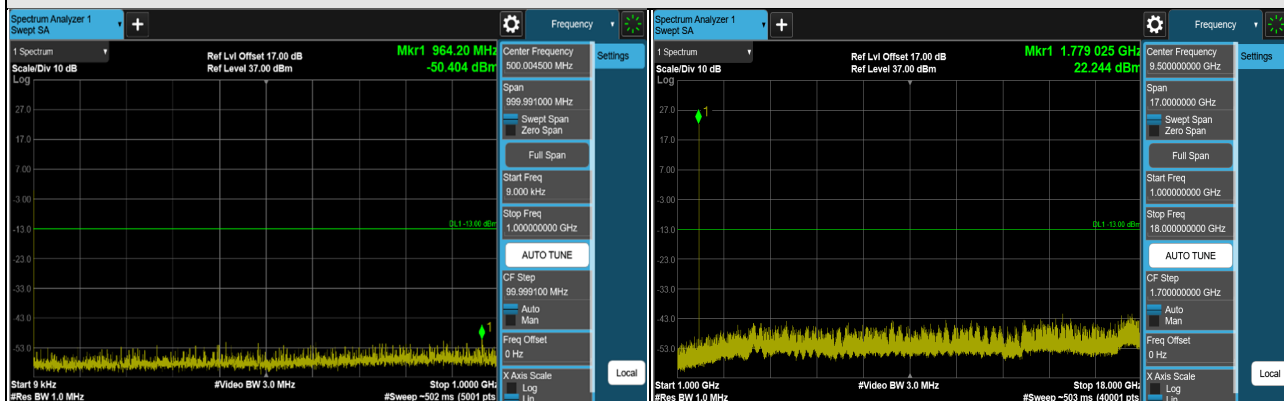 Spectrum Analyzer 1
Swept SA
+
Frequency
1 Spectrum
Scale/Div 10 dB
Log
Ref Lvl Offset 17.00 dB
Ref Level 37.00 dBm
Mkr1 964.20 MHz
-50.404 dBm
27.0
17.0
7.00
-3.00
-13.0
-23.0
-33.0
-43.0
-53.0
DL1 -13.00 dBm
1
Start 9 kHz
#Res BW 1.0 MHz
#Video BW 3.0 MHz
Stop 1.0000 GHz
#Sweep ~502 ms (5001 pts
Center Frequency
500.004500 MHz
Settings
Span
999.991000 MHz
Swept Span
Zero Span
Full Span
Start Freq
9.000 kHz
Stop Freq
1.000000000 GHz
AUTO TUNE
CF Step
99.999100 MHz
Auto
Man
Freq Offset
0 Hz
X Axis Scale
Log
Lin
Local
Spectrum Analyzer 1
Swept SA
+
Frequency
1 Spectrum
Scale/Div 10 dB
Log
Ref Lvl Offset 17.00 dB
Ref Level 37.00 dBm
Mkr1 1.779 025 GHz
22.244 dBm
27.0
17.0
7.00
-3.00
-13.0
-23.0
-33.0
-43.0
-53.0
DL1 -13.00 dBm
1
Start 1.000 GHz
#Res BW 1.0 MHz
#Video BW 3.0 MHz
Stop 18.000 GHz
#Sweep ~503 ms (40001 pts
Center Frequency
9.50000000 GHz
Settings
Span
17.0000000 GHz
Swept Span
Zero Span
Full Span
Start Freq
1.000000000 GHz
Stop Freq
18.000000000 GHz
AUTO TUNE
CF Step
1.700000000 GHz
Auto
Man
Freq Offset
0 Hz
X Axis Scale
Log
Lin
Local